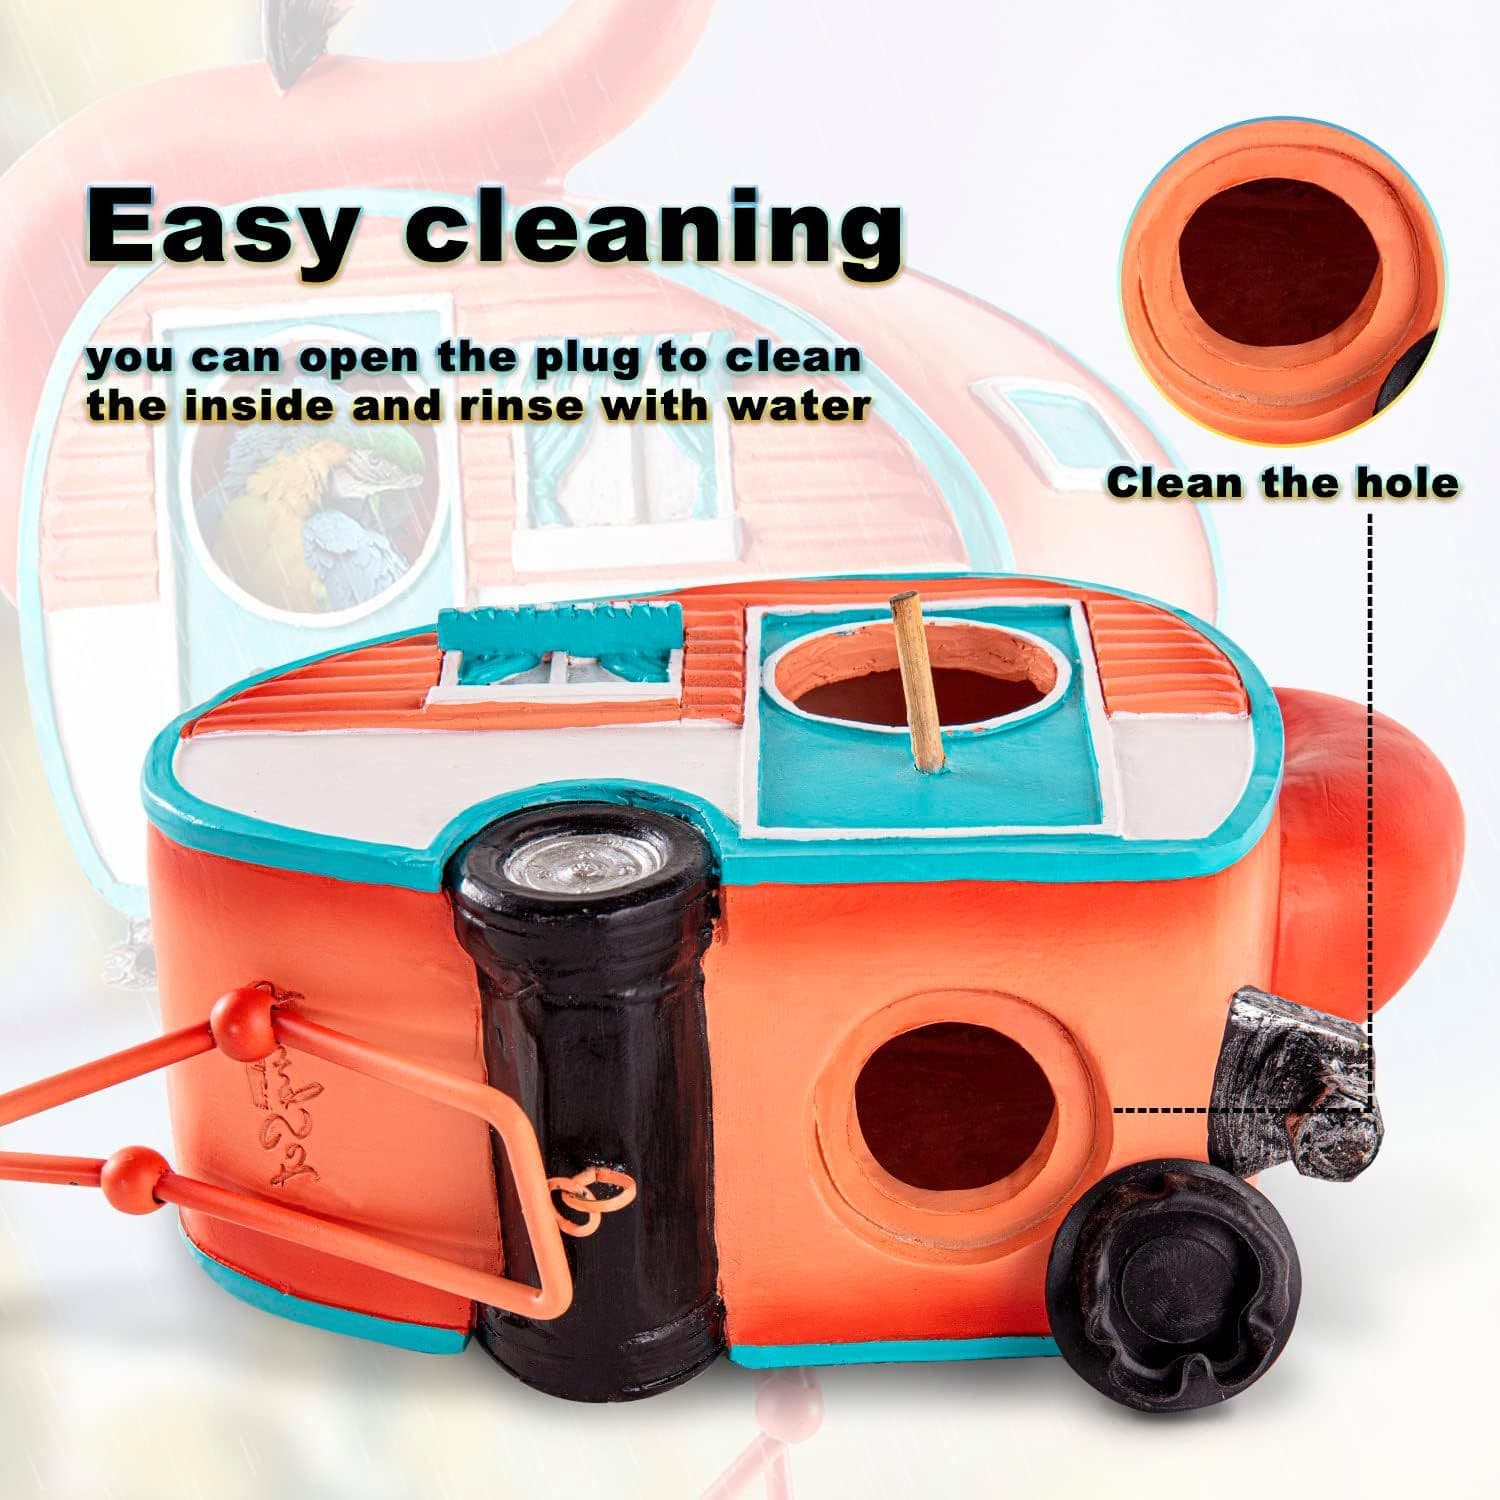 Easy cleaning
you can open the plug to clean
the inside and rinse with water
Clean the hole